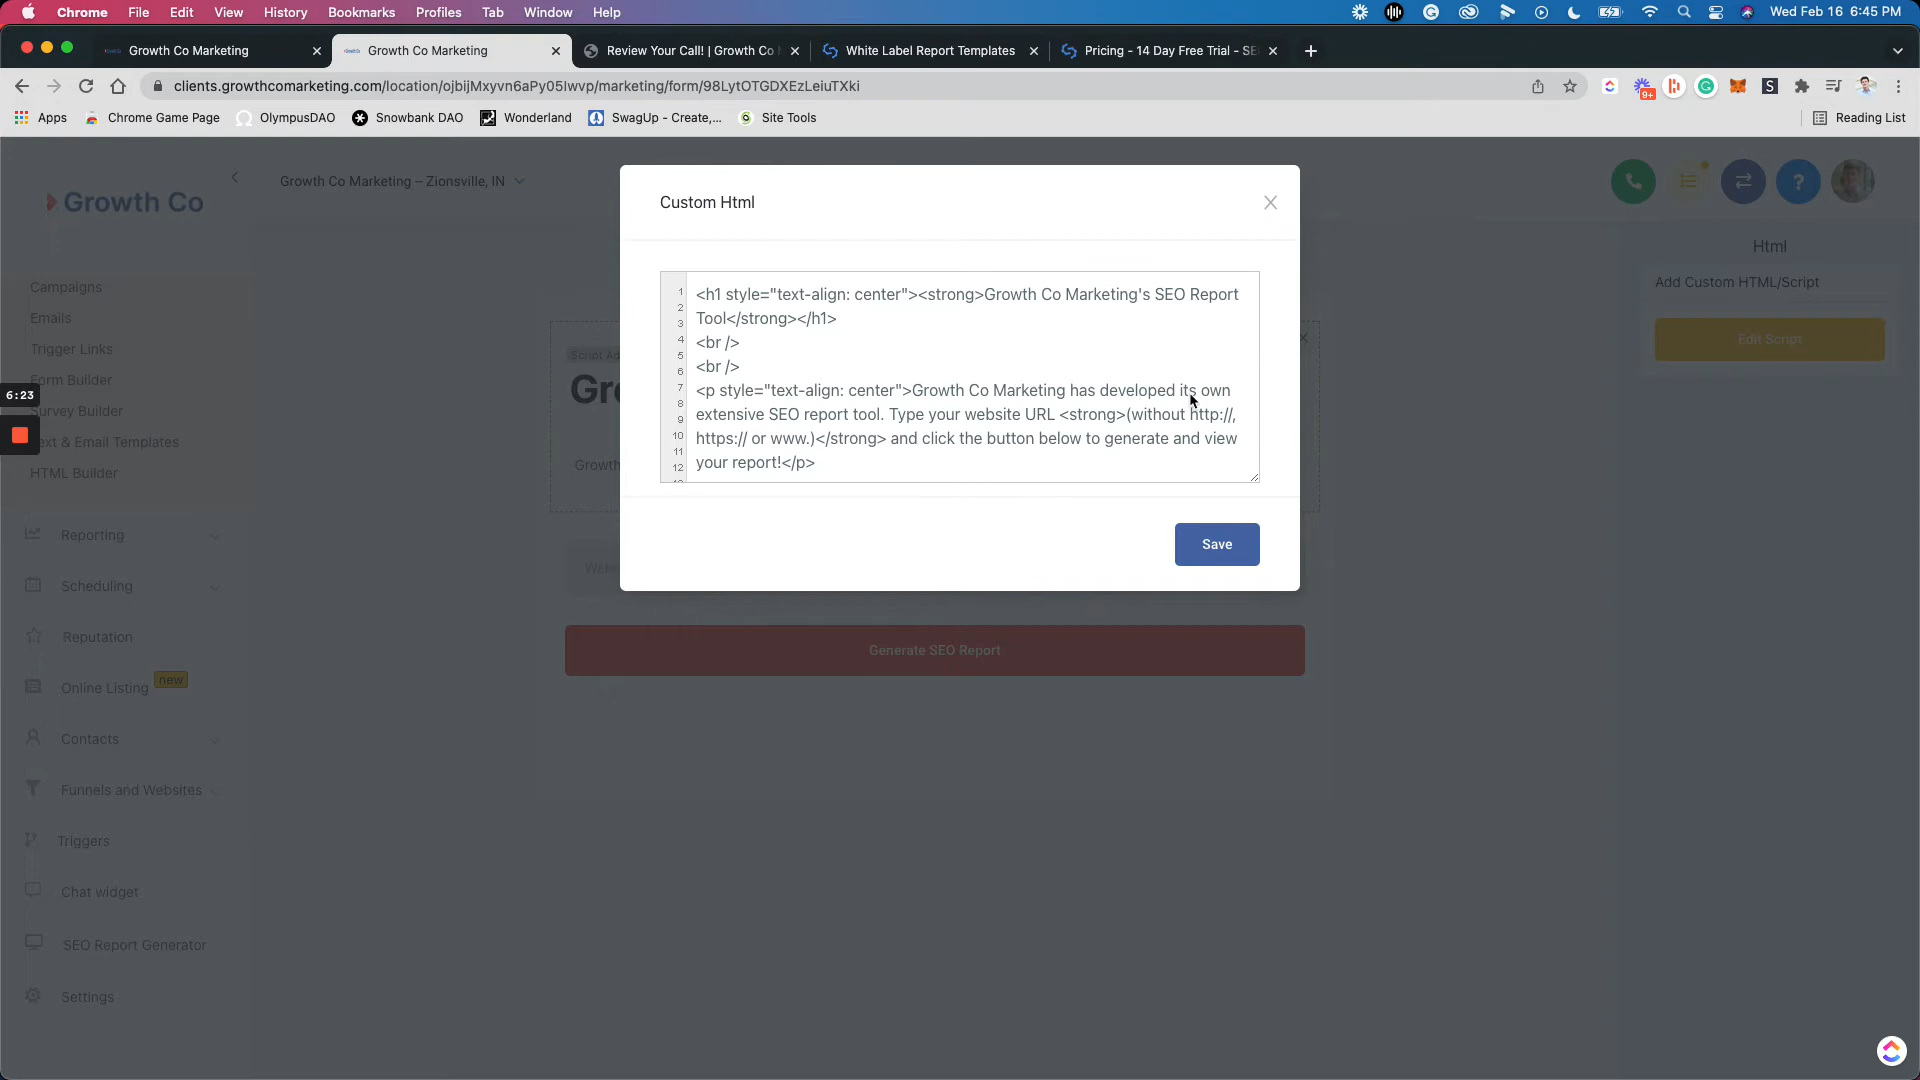 Chrome File Edit View History Bookmarks Profiles Tab Window Help Wed Feb 16 6:45 PM
Growth Co Marketing
Growth Co Marketing
Review Your Call! | Growth Co
White Label Report Templates
Pricing - 14 Day Free Trial - SE
clients.growthcomarketing.com/location/ojbijMxyvn6aPy05lwvp/marketing/form/98LytOTGDXEzLeiuTXki
9+
S
Apps Chrome Game Page OlympusDAO Snowbank DAO Wonderland SwagUp - Create,... Site Tools Reading List
Growth Co
Growth Co Marketing – Zionsville, IN
?
Campaigns
Emails
Trigger Links
Form Builder
Survey Builder
Text & Email Templates
HTML Builder
6:23
Reporting
Scheduling
Reputation
Online Listing new
Contacts
Funnels and Websites
Triggers
Chat widget
SEO Report Generator
Settings
Script Ad
Gr
Growth
Custom Html
1
2
3
4
5
6
7
8
9
10
11
12
<h1 style="text-align: center"><strong>Growth Co Marketing's SEO Report
Tool</strong></h1>
<br />
<br />
<p style="text-align: center">Growth Co Marketing has developed its own
extensive SEO report tool. Type your website URL <strong>(without http://,
https:// or www.)</strong> and click the button below to generate and view
your report!</p>
Save
Generate SEO Report
Html
Add Custom HTML/Script
Edit Script